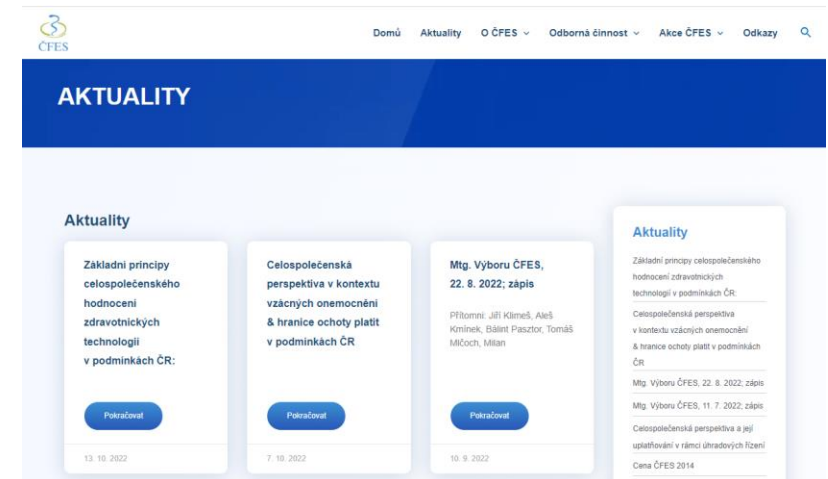 ČFES
Domů Aktuality O ČFES Odborná činnost Akce ČFES Odkazy
AKTUALITY
Aktuality
Základní principy
celospolečenského
hodnocení
zdravotnických
technologií
v podmínkách ČR:
Pokračovat
13. 10. 2022
Celospolečenská
perspektiva v kontextu
vzácných onemocnění
& hranice ochoty platit
v podmínkách ČR
Pokračovat
7. 10. 2022
Mtg. Výboru ČFES,
22. 8. 2022; zápis
Přítomni: Jiří Klimeš, Aleš
Kmínek, Bálint Pasztor, Tomáš
Mlčoch, Milan
Pokračovat
10. 9. 2022
Aktuality
Základní principy celospolečenského
hodnocení zdravotnických
technologií v podmínkách ČR:
Celospolečenská perspektiva
v kontextu vzácných onemocnění
& hranice ochoty platit v podmínkách
ČR
Mtg. Výboru ČFES, 22. 8. 2022; zápis
Mtg. Výboru ČFES, 11. 7. 2022; zápis
Celospolečenská perspektiva a její
uplatňování v rámci úhradových řízení
Cena ČFES 2014